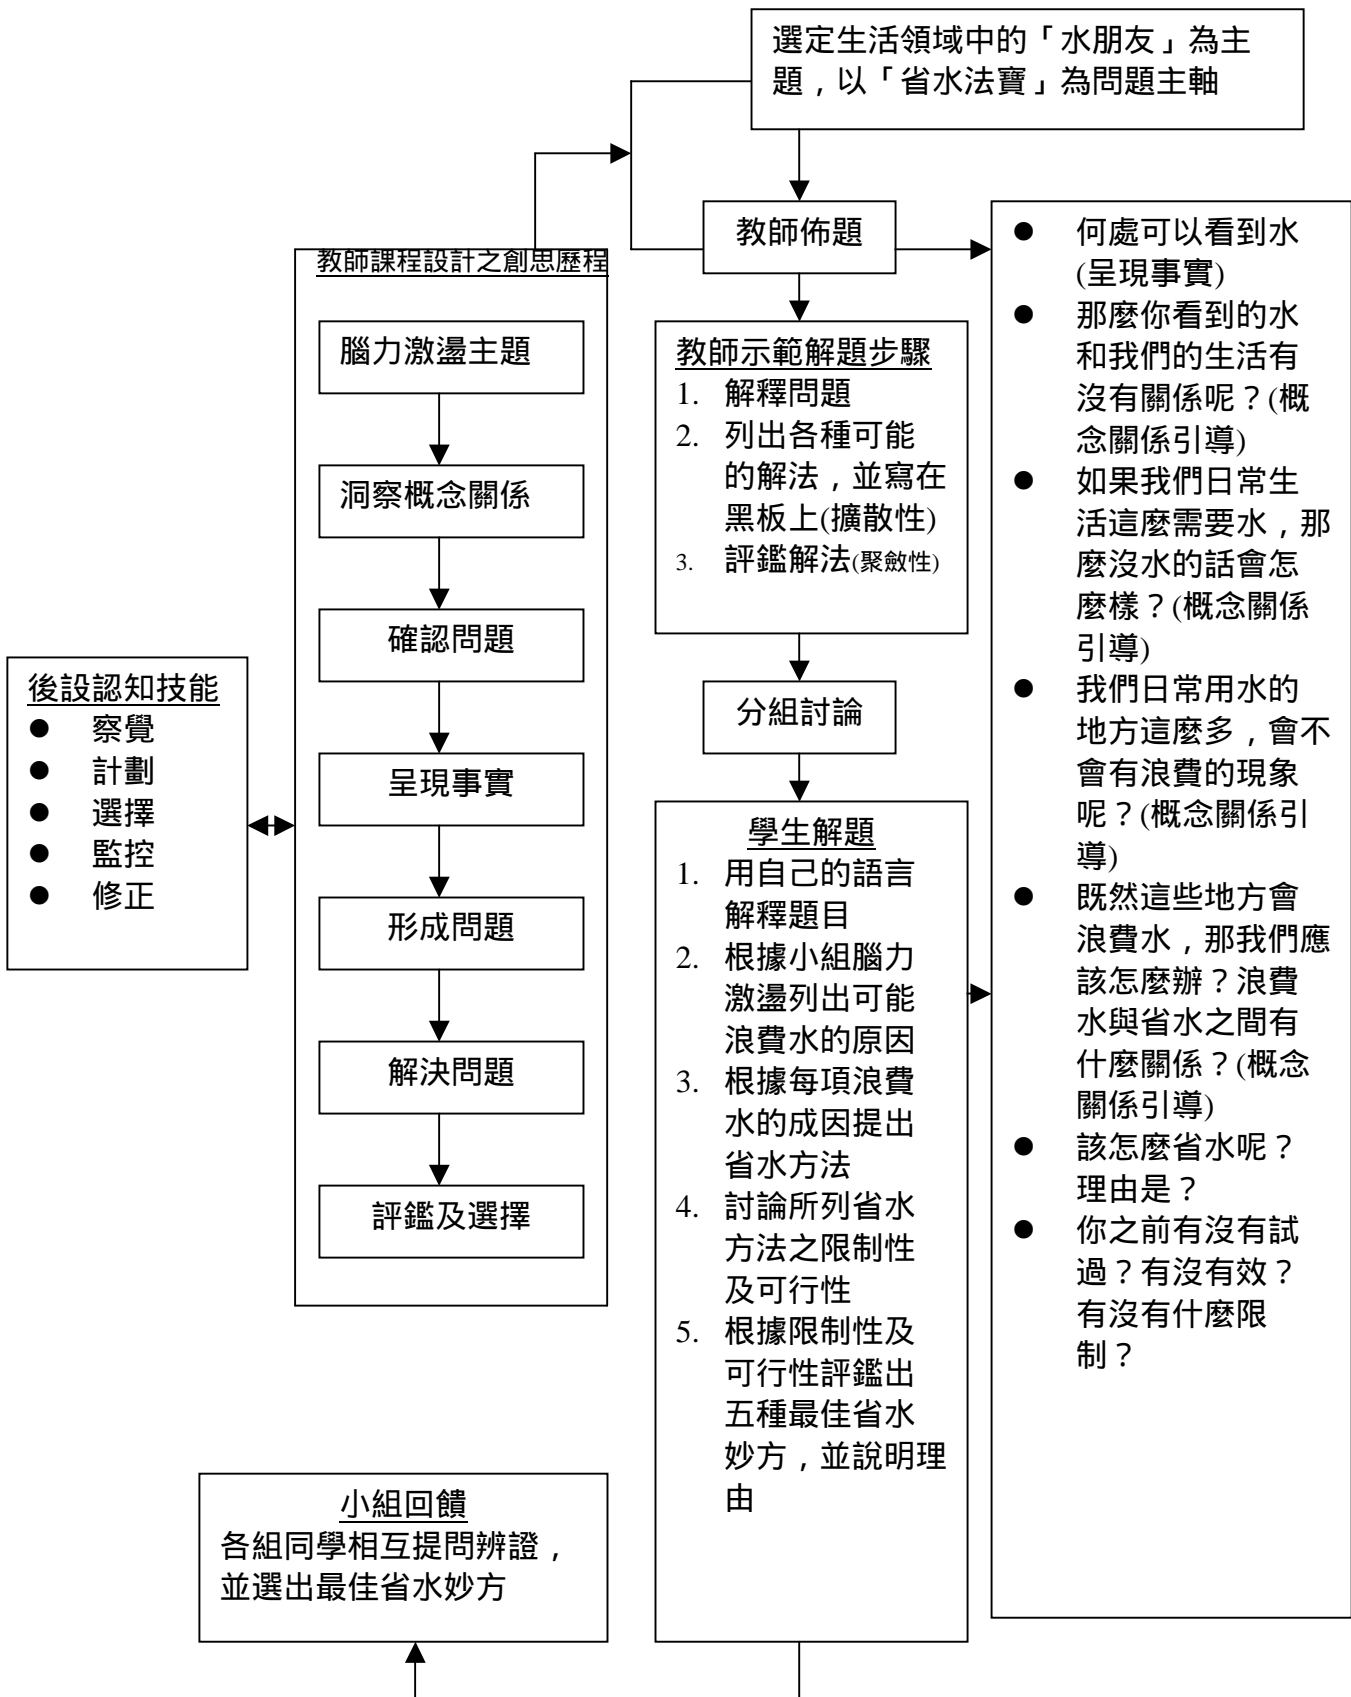 選定生活領域中的「水朋友」為主
題，以「省水法寶」為問題主軸
教師佈題
教師課程設計之創思歷程
腦力激盪主題
洞察概念關係
確認問題
呈現事實
形成問題
解決問題
評鑑及選擇
後設認知技能
● 察覺
● 計劃
● 選擇
● 監控
● 修正
教師示範解題步驟
1. 解釋問題
2. 列出各種可能
的解法，並寫在
黑板上(擴散性)
3. 評鑑解法(聚斂性)
分組討論
學生解題
1. 用自己的語言
解釋題目
2. 根據小組腦力
激盪列出可能
浪費水的原因
3. 根據每項浪費
水的成因提出
省水方法
4. 討論所列省水
方法之限制性
及可行性
5. 根據限制性及
可行性評鑑出
五種最佳省水
妙方，並說明理
由
● 何處可以看到水
(呈現事實)
● 那麼你看到的水
和我們的生活有
沒有關係呢？(概
念關係引導)
● 如果我們日常生
活這麼需要水，那
麼沒水的話會怎
麼樣？(概念關係
引導)
● 我們日常用水的
地方這麼多，會不
會有浪費的現象
呢？(概念關係引
導)
● 既然這些地方會
浪費水，那我們應
該怎麼辦？浪費
水與省水之間有
什麼關係？(概念
關係引導)
● 該怎麼省水呢？
理由是？
● 你之前有沒有試
過？有沒有效？
有沒有什麼限
制？
小組回饋
各組同學相互提問辨證，
並選出最佳省水妙方